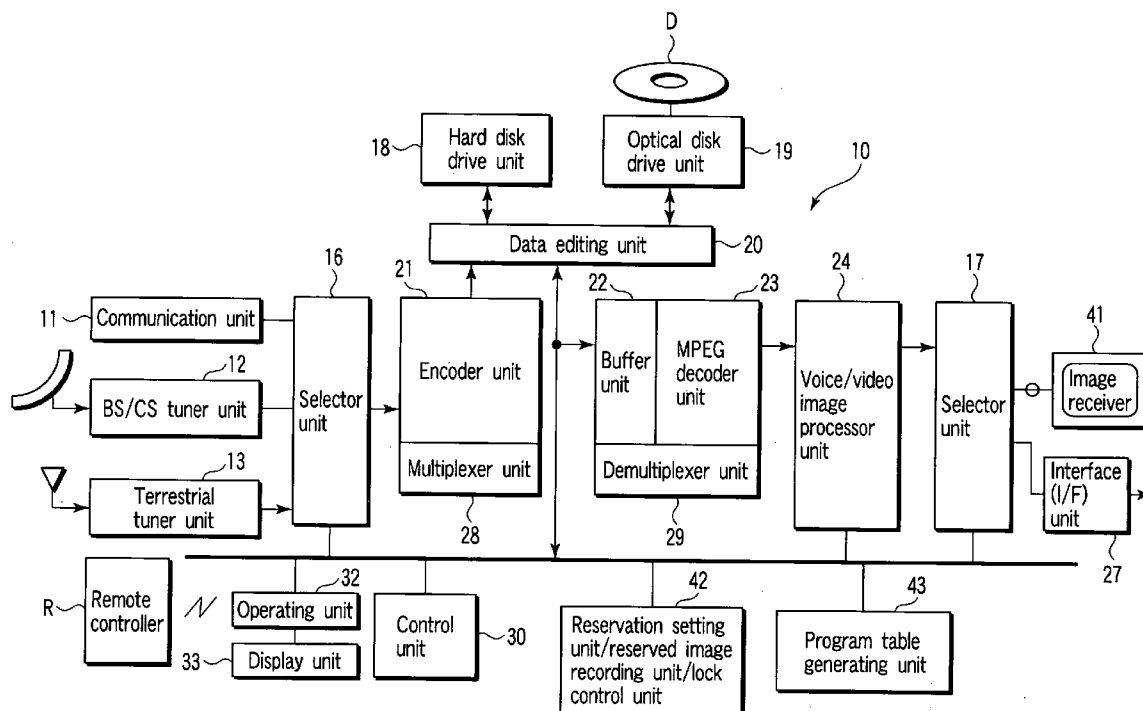 D
18
Hard disk
drive unit
Optical disk
drive unit
19
10
Data editing unit
20
16
21
22
23
24
17
41
11
Communication unit
12
BS/CS tuner unit
13
Terrestrial
tuner unit
Selector
unit
Encoder unit
Multiplexer unit
28
Buffer
unit
MPEG
decoder
unit
Demultiplexer unit
29
Voice/video
image
processor
unit
Selector
unit
Image
receiver
Interface
(I/F)
unit
27
R
Remote
controller
32
Operating unit
33
Display unit
Control
unit
30
42
Reservation setting
unit/reserved image
recording unit/lock
control unit
43
Program table
generating unit